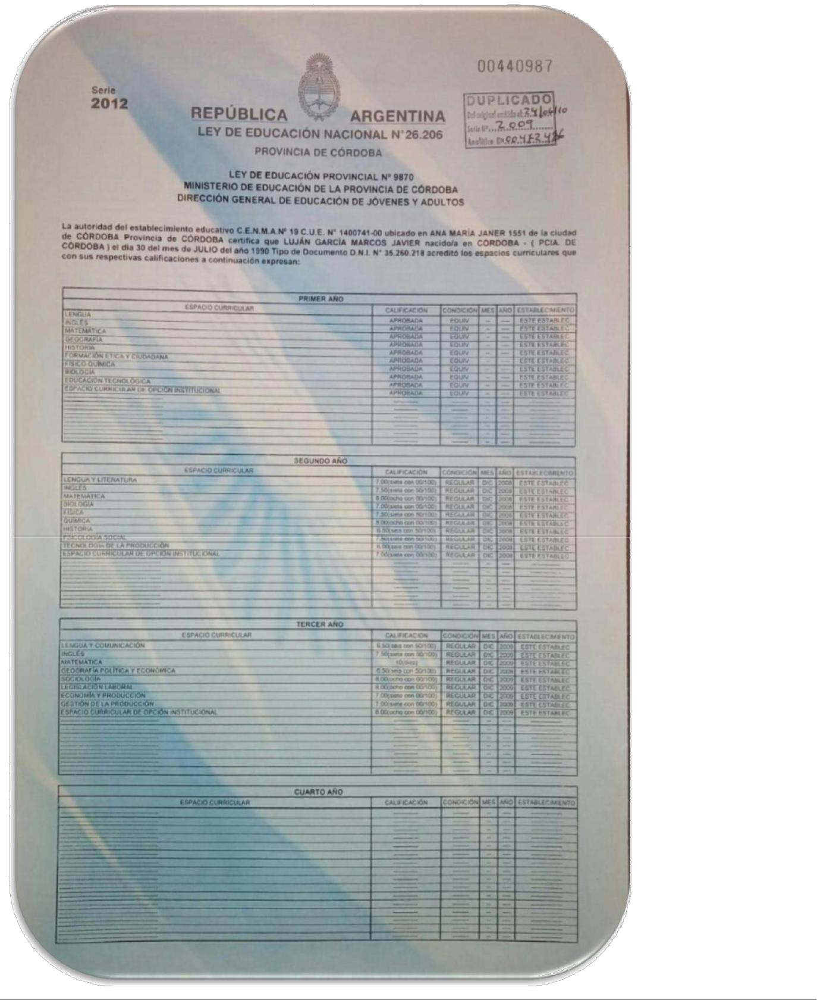 00440987
Serie
2012
DUPLICADO
Del original emitido el: 24/06/10
Serie Nº... 2.009
Analítico Nº
REPÚBLICA ARGENTINA
LEY DE EDUCACIÓN NACIONAL N°26.206
PROVINCIA DE CÓRDOBA
LEY DE EDUCACIÓN PROVINCIAL Nº 9870
MINISTERIO DE EDUCACIÓN DE LA PROVINCIA DE CÓRDOBA
DIRECCIÓN GENERAL DE EDUCACIÓN DE JÓVENES Y ADULTOS
La autoridad del establecimiento educativo C.E.N.M.A.Nº 19 C.U.E. N° 1400741-00 ubicado en ANA MARÍA JANER 1551 de la ciudad
de CÓRDOBA Provincia de CÓRDOBA certifica que LUJÁN GARCÍA MARCOS JAVIER nacido/a en CÓRDOBA - ( PCIA. DE
CÓRDOBA ) el día 30 del mes de JULIO del año 1990 Tipo de Documento D.N.I. N° 35.260.218 acreditó los espacios curriculares que
con sus respectivas calificaciones a continuación expresan:
PRIMER AÑO
ESPACIO CURRICULAR CALIFICACIÓN CONDICIÓN MES AÑO ESTABLECIMIENTO
LENGUA APROBADA EQUIV -- --- ESTE ESTABLEC
INGLÉS APROBADA EQUIV -- --- ESTE ESTABLEC
MATEMÁTICA APROBADA EQUIV -- --- ESTE ESTABLEC
GEOGRAFÍA APROBADA EQUIV -- --- ESTE ESTABLEC
HISTORIA APROBADA EQUIV -- --- ESTE ESTABLEC
FORMACIÓN ETICA Y CIUDADANA APROBADA EQUIV -- --- ESTE ESTABLEC
FISICO-QUÍMICA APROBADA EQUIV -- --- ESTE ESTABLEC
BIOLOGÍA APROBADA EQUIV -- --- ESTE ESTABLEC
EDUCACIÓN TECNOLÓGICA APROBADA EQUIV -- --- ESTE ESTABLEC
ESPACIO CURRICULAR DE OPCIÓN INSTITUCIONAL APROBADA EQUIV -- --- ESTE ESTABLEC
SEGUNDO AÑO
ESPACIO CURRICULAR CALIFICACIÓN CONDICIÓN MES AÑO ESTABLECIMIENTO
LENGUA Y LITERATURA 7.00(siete con 00/100) REGULAR DIC 2008 ESTE ESTABLEC
INGLÉS 7.50(siete con 50/100) REGULAR DIC 2008 ESTE ESTABLEC
MATEMÁTICA 8.00(ocho con 00/100) REGULAR DIC 2008 ESTE ESTABLEC
BIOLOGÍA 7.00(siete con 00/100) REGULAR DIC 2008 ESTE ESTABLEC
FÍSICA 7.50(siete con 50/100) REGULAR DIC 2008 ESTE ESTABLEC
QUÍMICA 8.00(ocho con 00/100) REGULAR DIC 2008 ESTE ESTABLEC
HISTORIA 6.50(seis con 50/100) REGULAR DIC 2008 ESTE ESTABLEC
PSICOLOGÍA SOCIAL 7.50(siete con 50/100) REGULAR DIC 2008 ESTE ESTABLEC
TECNOLOGÍA DE LA PRODUCCIÓN 6.00(seis con 00/100) REGULAR DIC 2008 ESTE ESTABLEC
ESPACIO CURRICULAR DE OPCIÓN INSTITUCIONAL 7.00(siete con 00/100) REGULAR DIC 2008 ESTE ESTABLEC
TERCER AÑO
ESPACIO CURRICULAR CALIFICACIÓN CONDICIÓN MES AÑO ESTABLECIMIENTO
LENGUA Y COMUNICACIÓN 6.50(seis con 50/100) REGULAR DIC 2009 ESTE ESTABLEC
INGLÉS 7.50(siete con 50/100) REGULAR DIC 2009 ESTE ESTABLEC
MATEMÁTICA 10(diez) REGULAR DIC 2009 ESTE ESTABLEC
GEOGRAFÍA POLÍTICA Y ECONÓMICA 6.50(seis con 50/100) REGULAR DIC 2009 ESTE ESTABLEC
SOCIOLOGÍA 8.00(ocho con 00/100) REGULAR DIC 2009 ESTE ESTABLEC
LEGISLACIÓN LABORAL 8.00(ocho con 00/100) REGULAR DIC 2009 ESTE ESTABLEC
ECONOMÍA Y PRODUCCIÓN 7.00(siete con 00/100) REGULAR DIC 2009 ESTE ESTABLEC
GESTIÓN DE LA PRODUCCIÓN 7.00(siete con 00/100) REGULAR DIC 2009 ESTE ESTABLEC
ESPACIO CURRICULAR DE OPCIÓN INSTITUCIONAL 8.00(ocho con 00/100) REGULAR DIC 2009 ESTE ESTABLEC
CUARTO AÑO
ESPACIO CURRICULAR CALIFICACIÓN CONDICIÓN MES AÑO ESTABLECIMIENTO